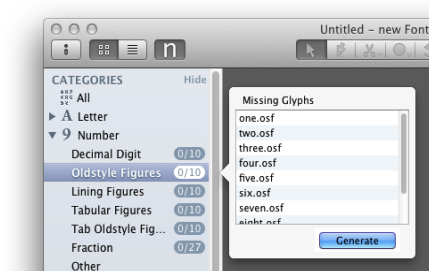 Untitled – new Font
CATEGORIES Hide
All
Letter
Number
Decimal Digit 0/10
Oldstyle Figures 0/10
Lining Figures 0/10
Tabular Figures 0/10
Tab Oldstyle Fig... 0/10
Fraction 0/27
Other
Missing Glyphs
one.osf
two.osf
three.osf
four.osf
five.osf
six.osf
seven.osf
eight.osf
Generate